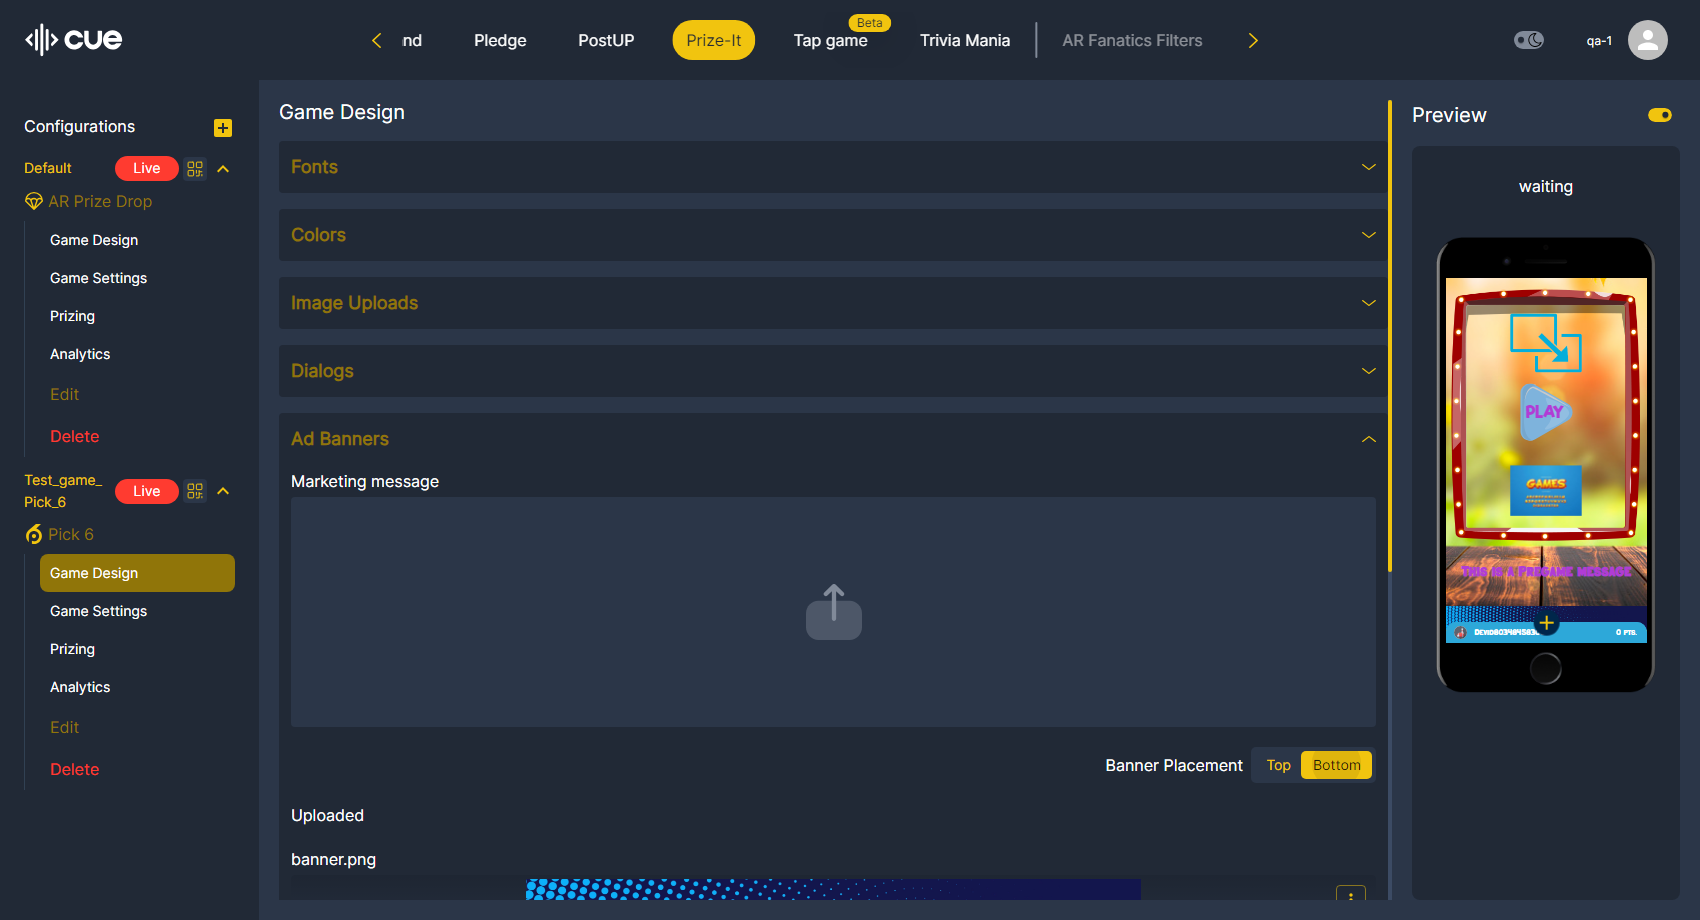 cue
nd
Pledge
PostUP
Prize-It
Beta
Tap game
Trivia Mania
AR Fanatics Filters
qa-1
Configurations
Default
Live
AR Prize Drop
Game Design
Game Settings
Prizing
Analytics
Edit
Delete
Test_game_
Pick_6
Live
Pick 6
Game Design
Game Settings
Prizing
Analytics
Edit
Delete
Game Design
Fonts
Colors
Image Uploads
Dialogs
Ad Banners
Marketing message
Banner Placement
Top
Bottom
Uploaded
banner.png
Preview
waiting
PLAY
GAMES
This is a Pregame message
0 PTS.